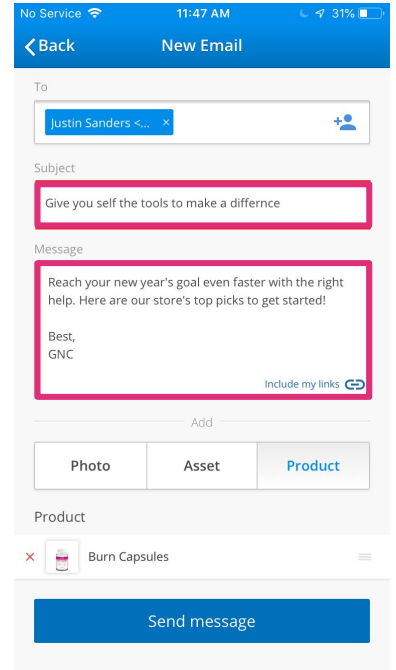 No Service 11:47 AM 31%
Back New Email
To
Justin Sanders <... ×
Subject
Give you self the tools to make a differnce
Message
Reach your new year's goal even faster with the right
help. Here are our store's top picks to get started!
Best,
GNC
Include my links
Add
Photo Asset Product
Product
× Burn Capsules
Send message